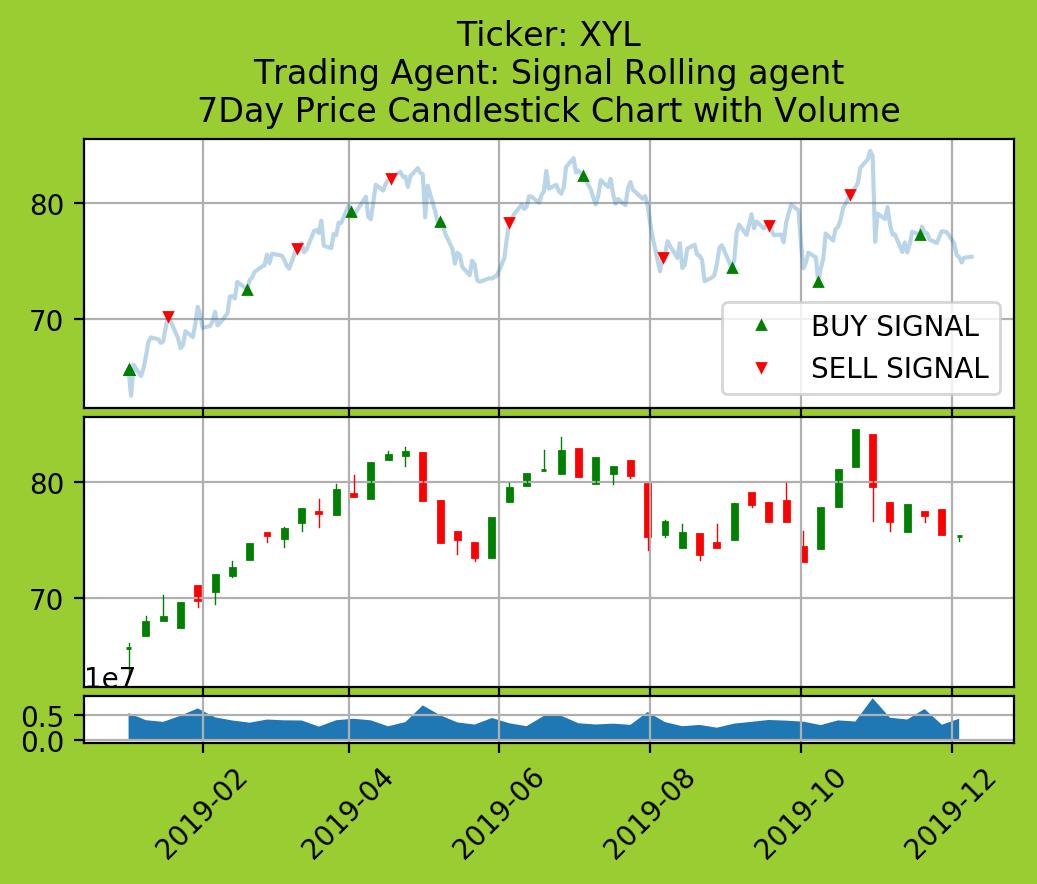 Ticker: XYL
Trading Agent: Signal Rolling agent
7Day Price Candlestick Chart with Volume
80
70
BUY SIGNAL
SELL SIGNAL
80
70
1e7
0.5
0.0
2019-02
2019-04
2019-06
2019-08
2019-10
2019-12